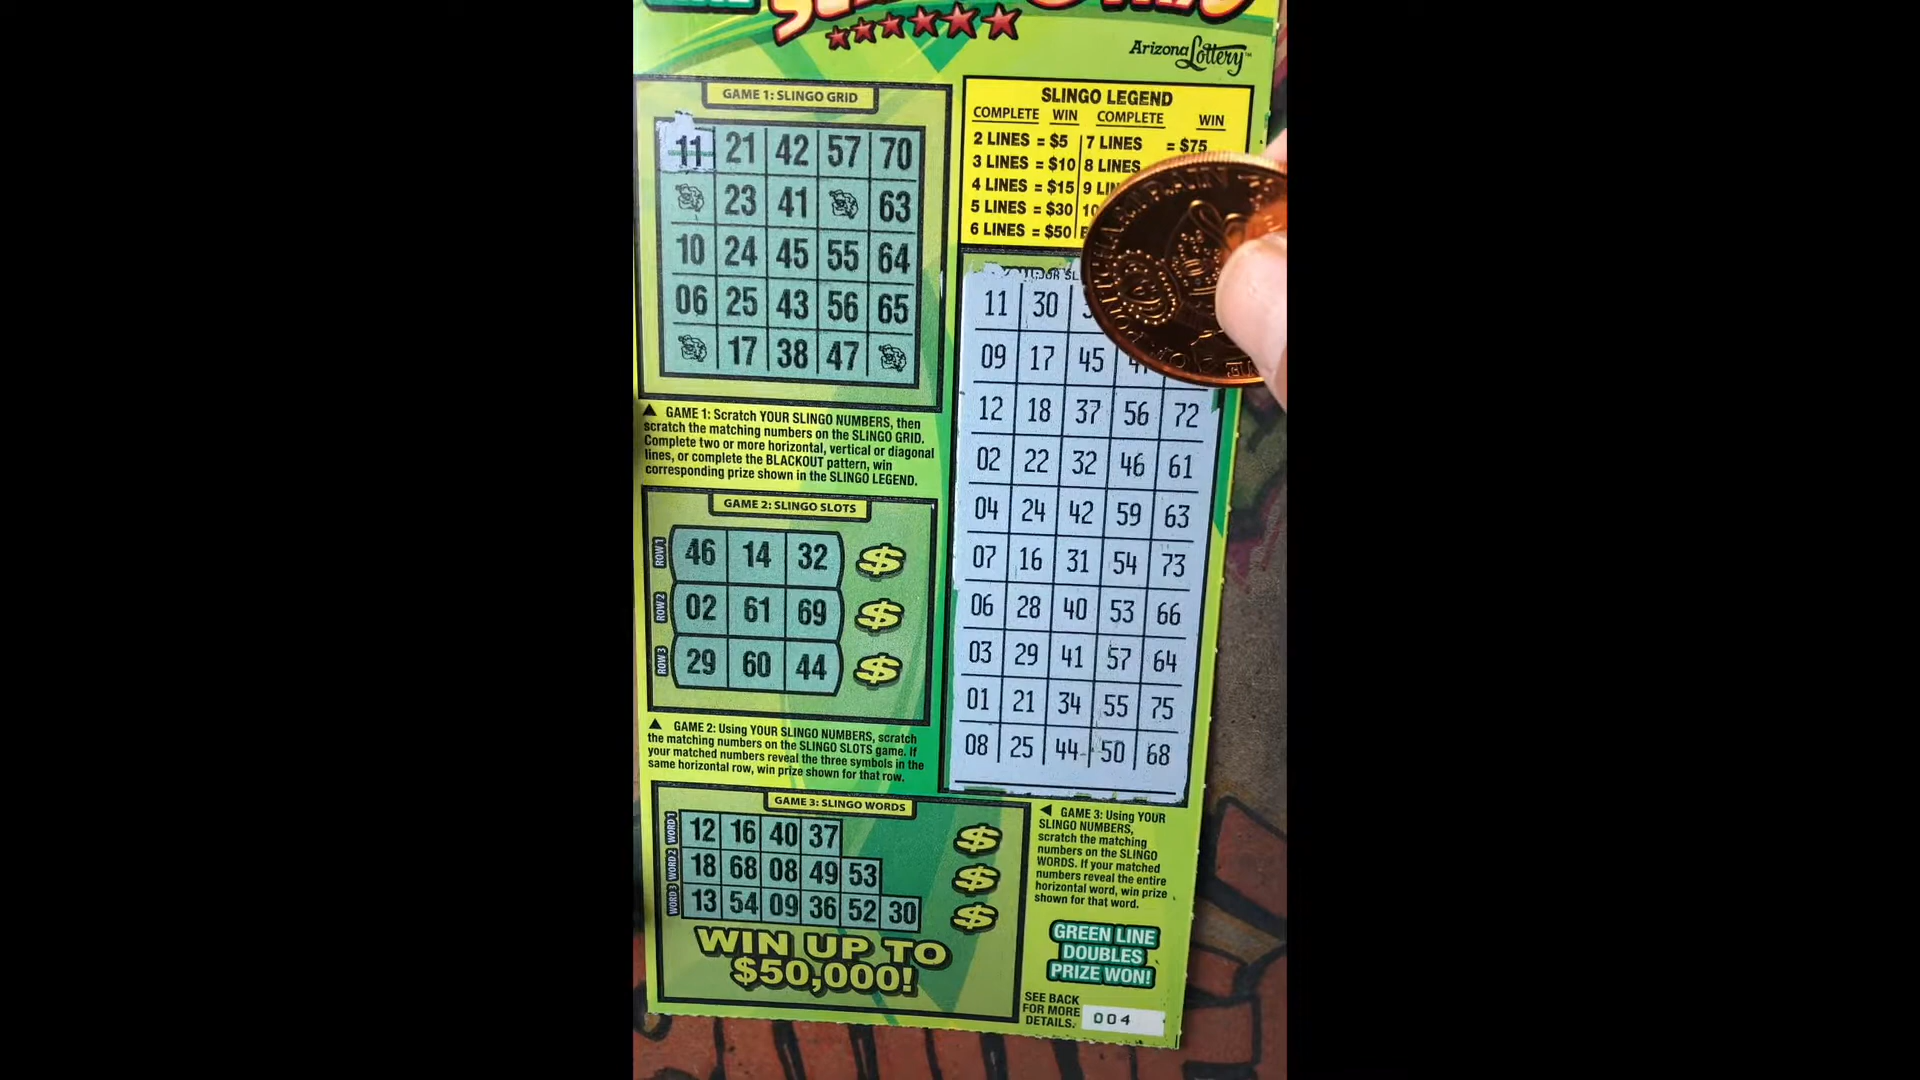 Arizona Lottery™
GAME 1: SLINGO GRID
11 21 42 57 70
23 41 63
10 24 45 55 64
06 25 43 56 65
17 38 47
SLINGO LEGEND
COMPLETE WIN COMPLETE WIN
2 LINES = $5 7 LINES = $75
3 LINES = $10 8 LINES
4 LINES = $15
5 LINES = $30
6 LINES = $50
11 30
09 17 45
12 18 37 56 72
02 22 32 46 61
04 24 42 59 63
07 16 31 54 73
06 28 40 53 66
03 29 41 57 64
01 21 34 55 75
08 25 44 50 68
▲ GAME 1: Scratch YOUR SLINGO NUMBERS, then
scratch the matching numbers on the SLINGO GRID.
Complete two or more horizontal, vertical or diagonal
lines, or complete the BLACKOUT pattern, win
corresponding prize shown in the SLINGO LEGEND.
GAME 2: SLINGO SLOTS
ROW 1 46 14 32 $
ROW 2 02 61 69 $
ROW 3 29 60 44 $
▲ GAME 2: Using YOUR SLINGO NUMBERS, scratch
the matching numbers on the SLINGO SLOTS game. If
your matched numbers reveal the three symbols in the
same horizontal row, win prize shown for that row.
GAME 3: SLINGO WORDS
WORD 1 12 16 40 37 $
WORD 2 18 68 08 49 53 $
WORD 3 13 54 09 36 52 30 $
WIN UP TO
$50,000!
◄ GAME 3: Using YOUR
SLINGO NUMBERS,
scratch the matching
numbers on the SLINGO
WORDS. If your matched
numbers reveal the entire
horizontal word, win prize
shown for that word.
GREEN LINE
DOUBLES
PRIZE WON!
SEE BACK
FOR MORE
DETAILS.
004